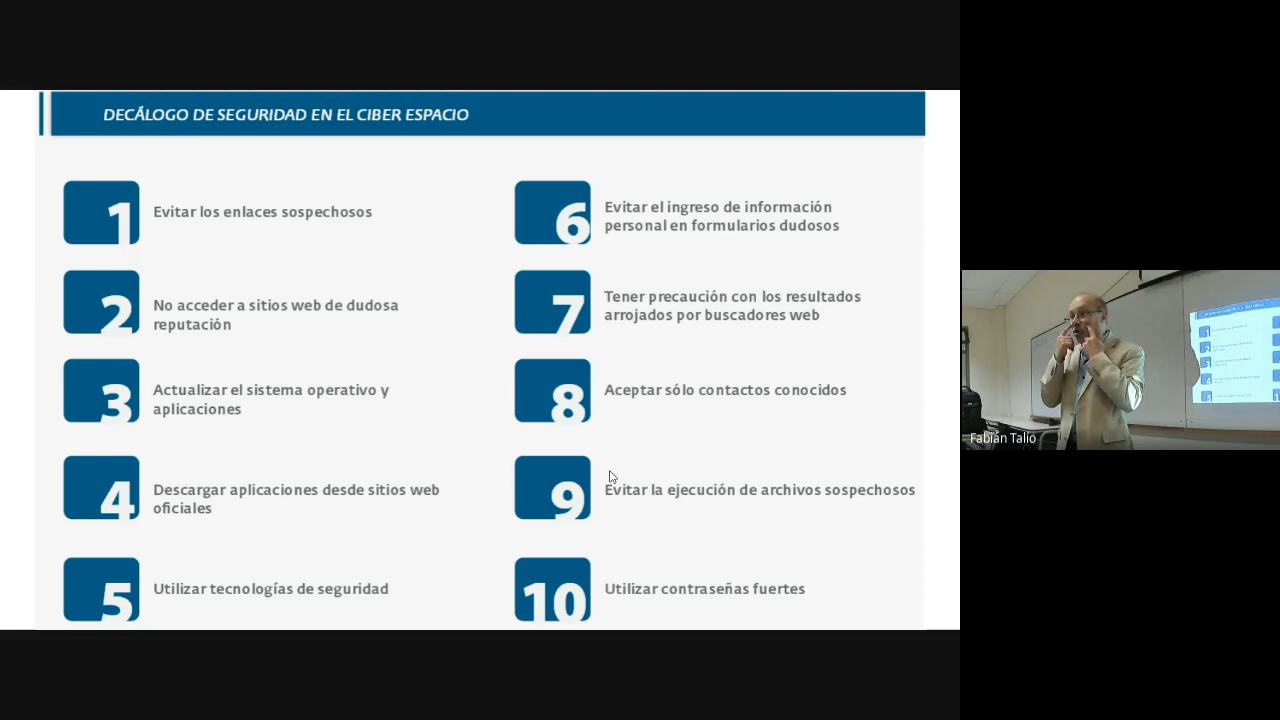 DECÁLOGO DE SEGURIDAD EN EL CIBER ESPACIO
1
Evitar los enlaces sospechosos
2
No acceder a sitios web de dudosa
reputación
3
Actualizar el sistema operativo y
aplicaciones
4
Descargar aplicaciones desde sitios web
oficiales
5
Utilizar tecnologías de seguridad
6
Evitar el ingreso de información
personal en formularios dudosos
7
Tener precaución con los resultados
arrojados por buscadores web
8
Aceptar sólo contactos conocidos
9
Evitar la ejecución de archivos sospechosos
10
Utilizar contraseñas fuertes
Fabián Talio